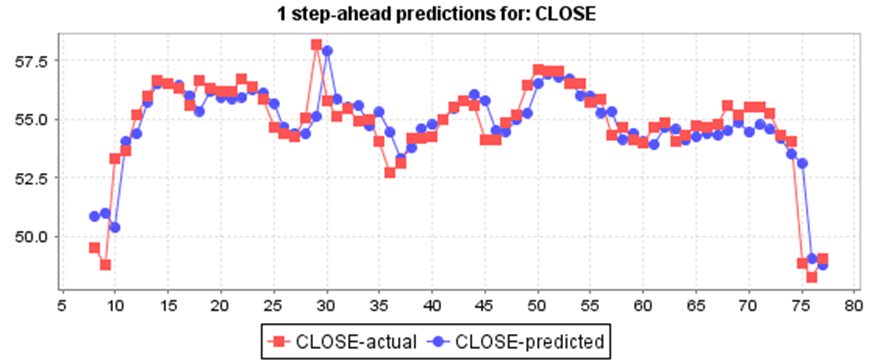 1 step-ahead predictions for: CLOSE
57.5
55.0
52.5
50.0
5 10 15 20 25 30 35 40 45 50 55 60 65 70 75 80
CLOSE-actual CLOSE-predicted